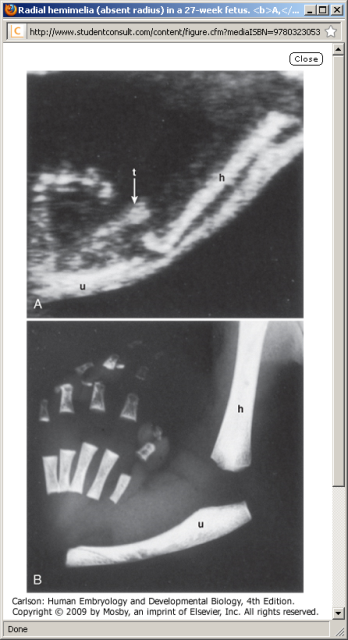 Radial hemimelia (absent radius) in a 27-week fetus. <b>A,</...
http://www.studentconsult.com/content/figure.cfm?mediaISBN=9780323053
Close
t
h
u
A
h
u
B
Carlson: Human Embryology and Developmental Biology, 4th Edition.
Copyright © 2009 by Mosby, an imprint of Elsevier, Inc. All rights reserved.
Done